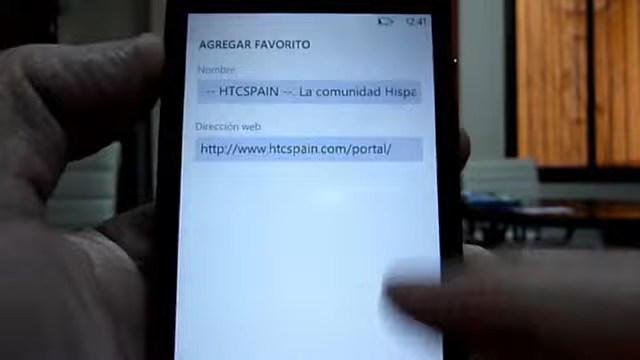 12:41
AGREGAR FAVORITO
Nombre
-- HTCSPAIN --. La comunidad Hispa
Dirección web
http://www.htcspain.com/portal/